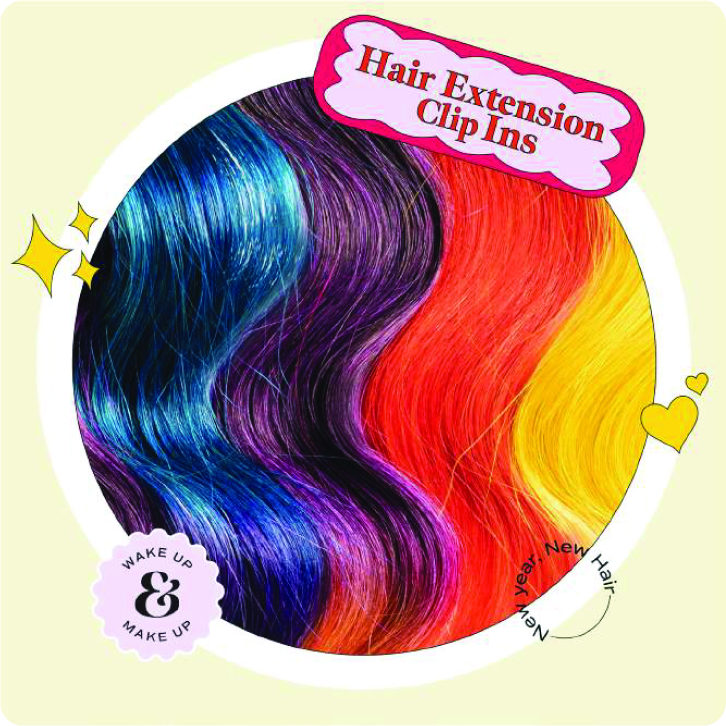 Hair Extension
Clip Ins
WAKE UP
&
MAKE UP
New year, New Hair